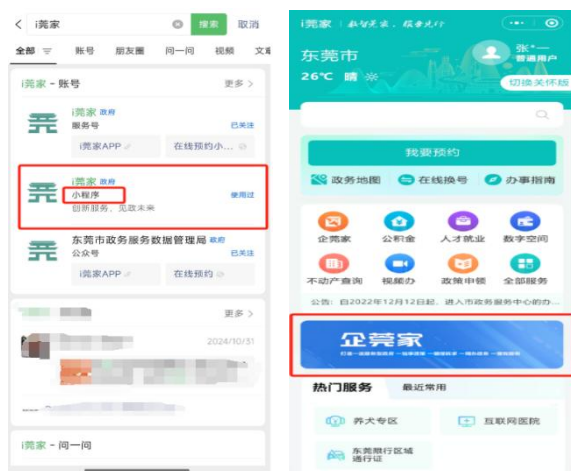 i莞家
搜索
取消
全部
账号
朋友圈
问一问
视频
i莞家 - 账号
更多 >
i莞家 政府
服务号
已关注
i莞家APP
在线预约小...
i莞家 政府
小程序
使用过
创新服务，见政未来
东莞市政务服务数据管理局 政府
公众号
已关注
i莞家APP
在线预约
更多 >
2024/10/31
i莞家 - 问一问
i莞家
东莞市
26℃ 晴
张*一
普通用户
切换关怀版
我要预约
政务地图
在线换号
办事指南
企莞家
公积金
人才就业
数字空间
不动产查询
视频办
政策申领
全部服务
公告：自2022年12月12日起，进入市政务服务中心的办...
企莞家
热门服务
最近常用
养犬专区
互联网医院
东莞限行区域
通行证